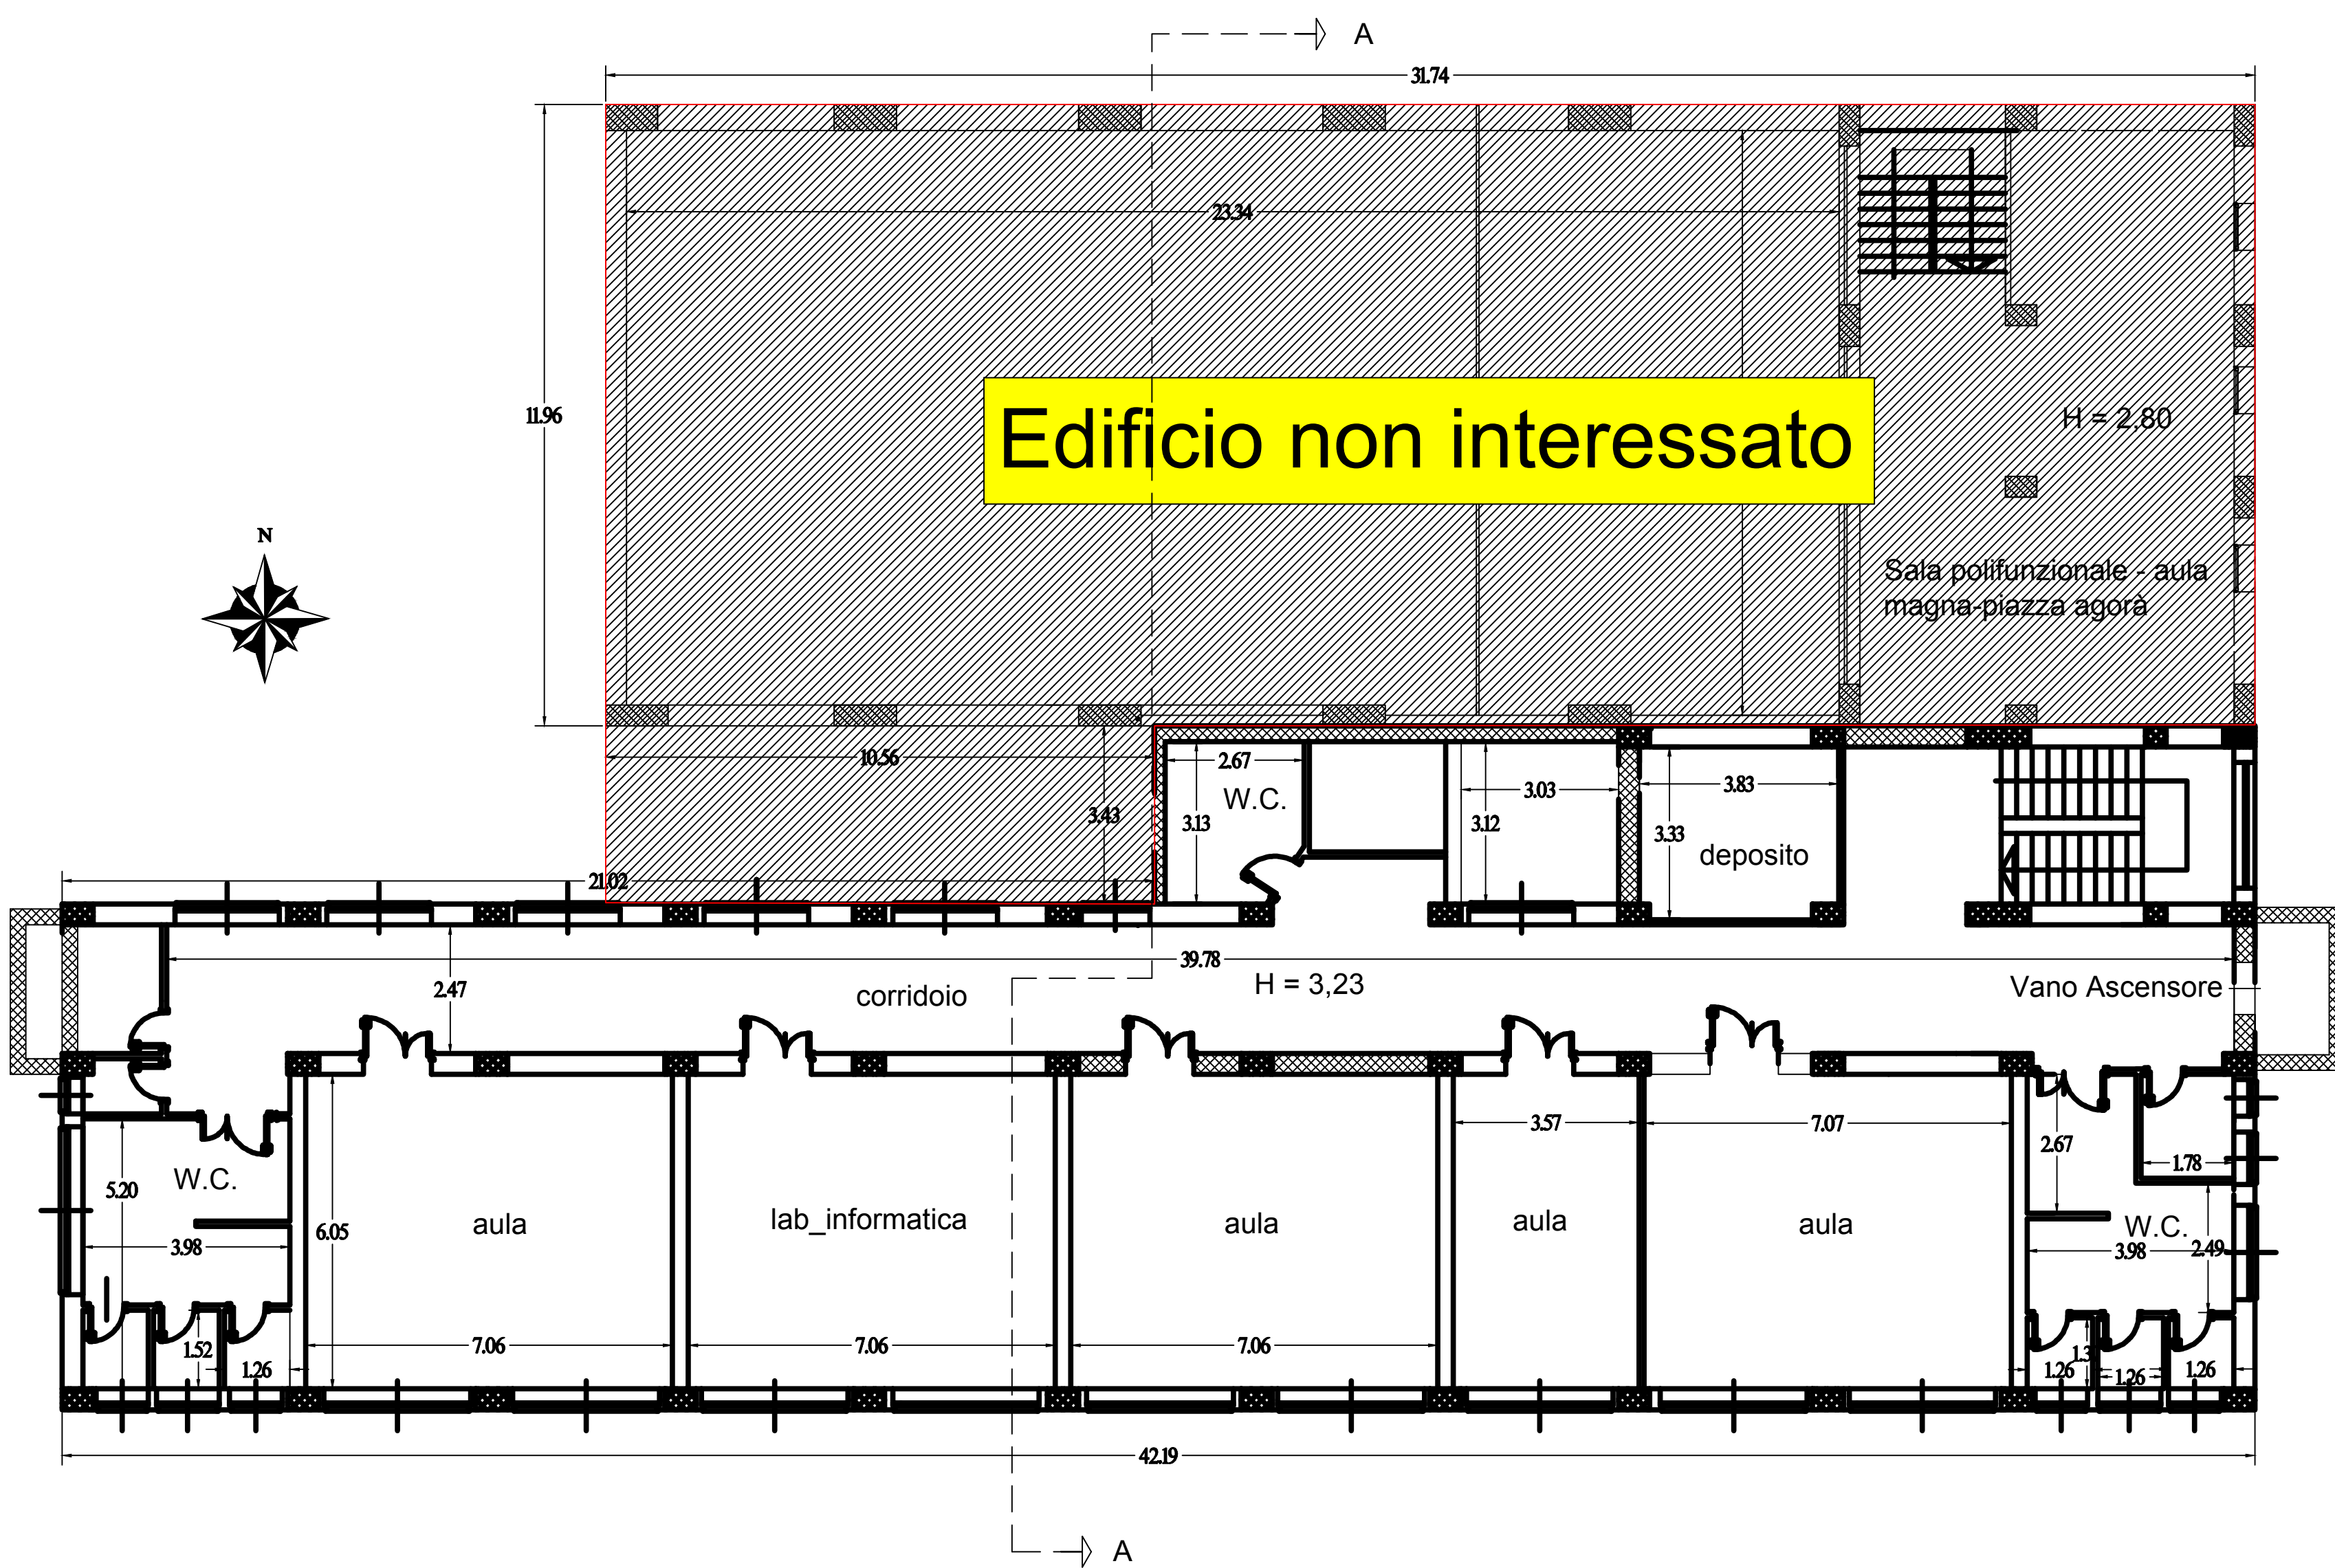 A
31.74
23.34
11.96
Edificio non interessato
H = 2,80
N
Sala polifunzionale - aula
magna-piazza agorà
10.56
2.67
W.C.
3.03
3.83
3.43
3.13
3.12
3.33
deposito
21.02
39.78
2.47
corridoio
H = 3,23
Vano Ascensore
3.57
7.07
2.67
1.78
5.20
W.C.
6.05
aula
lab_informatica
aula
aula
aula
W.C.
3.98
3.98
2.49
1.52
1.26
7.06
7.06
7.06
1.26
1.3
1.26
1.26
42.19
A